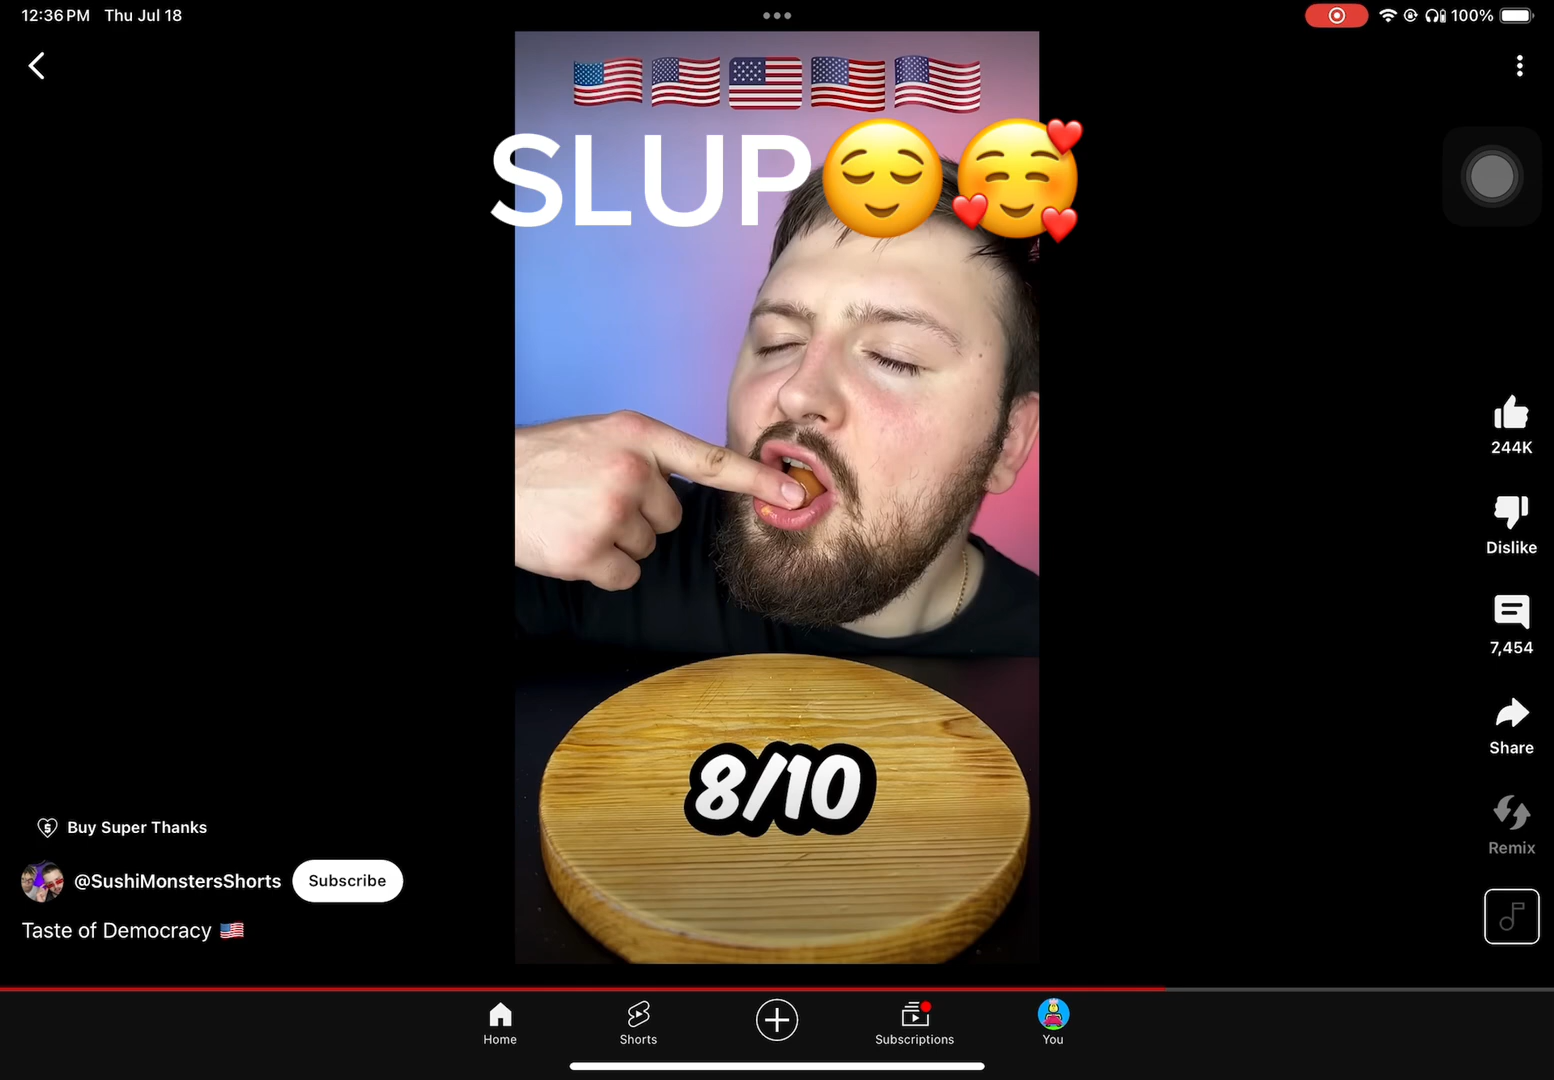 12:36 PM Thu Jul 18
100%
SLUP
244K
Dislike
7,454
Share
8/10
Remix
Buy Super Thanks
@SushiMonstersShorts Subscribe
Taste of Democracy
Home Shorts Subscriptions You